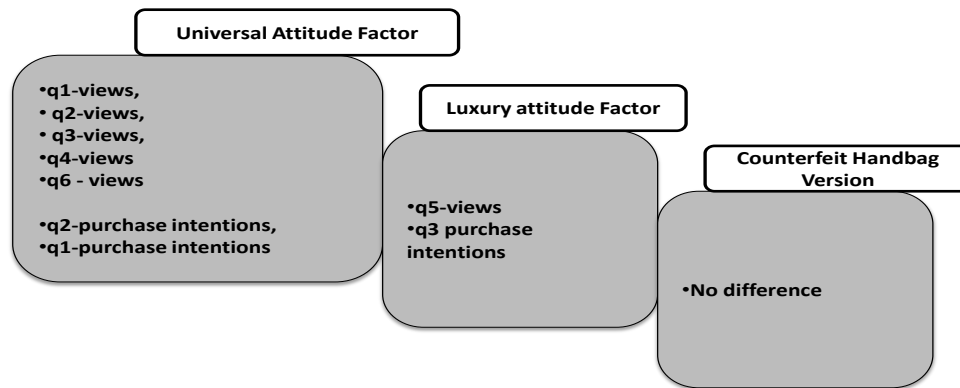 Universal Attitude Factor
•q1-views,
• q2-views,
• q3-views,
•q4-views
•q6 - views
•q2-purchase intentions,
•q1-purchase intentions
Luxury attitude Factor
•q5-views
•q3 purchase
intentions
Counterfeit Handbag
Version
•No difference